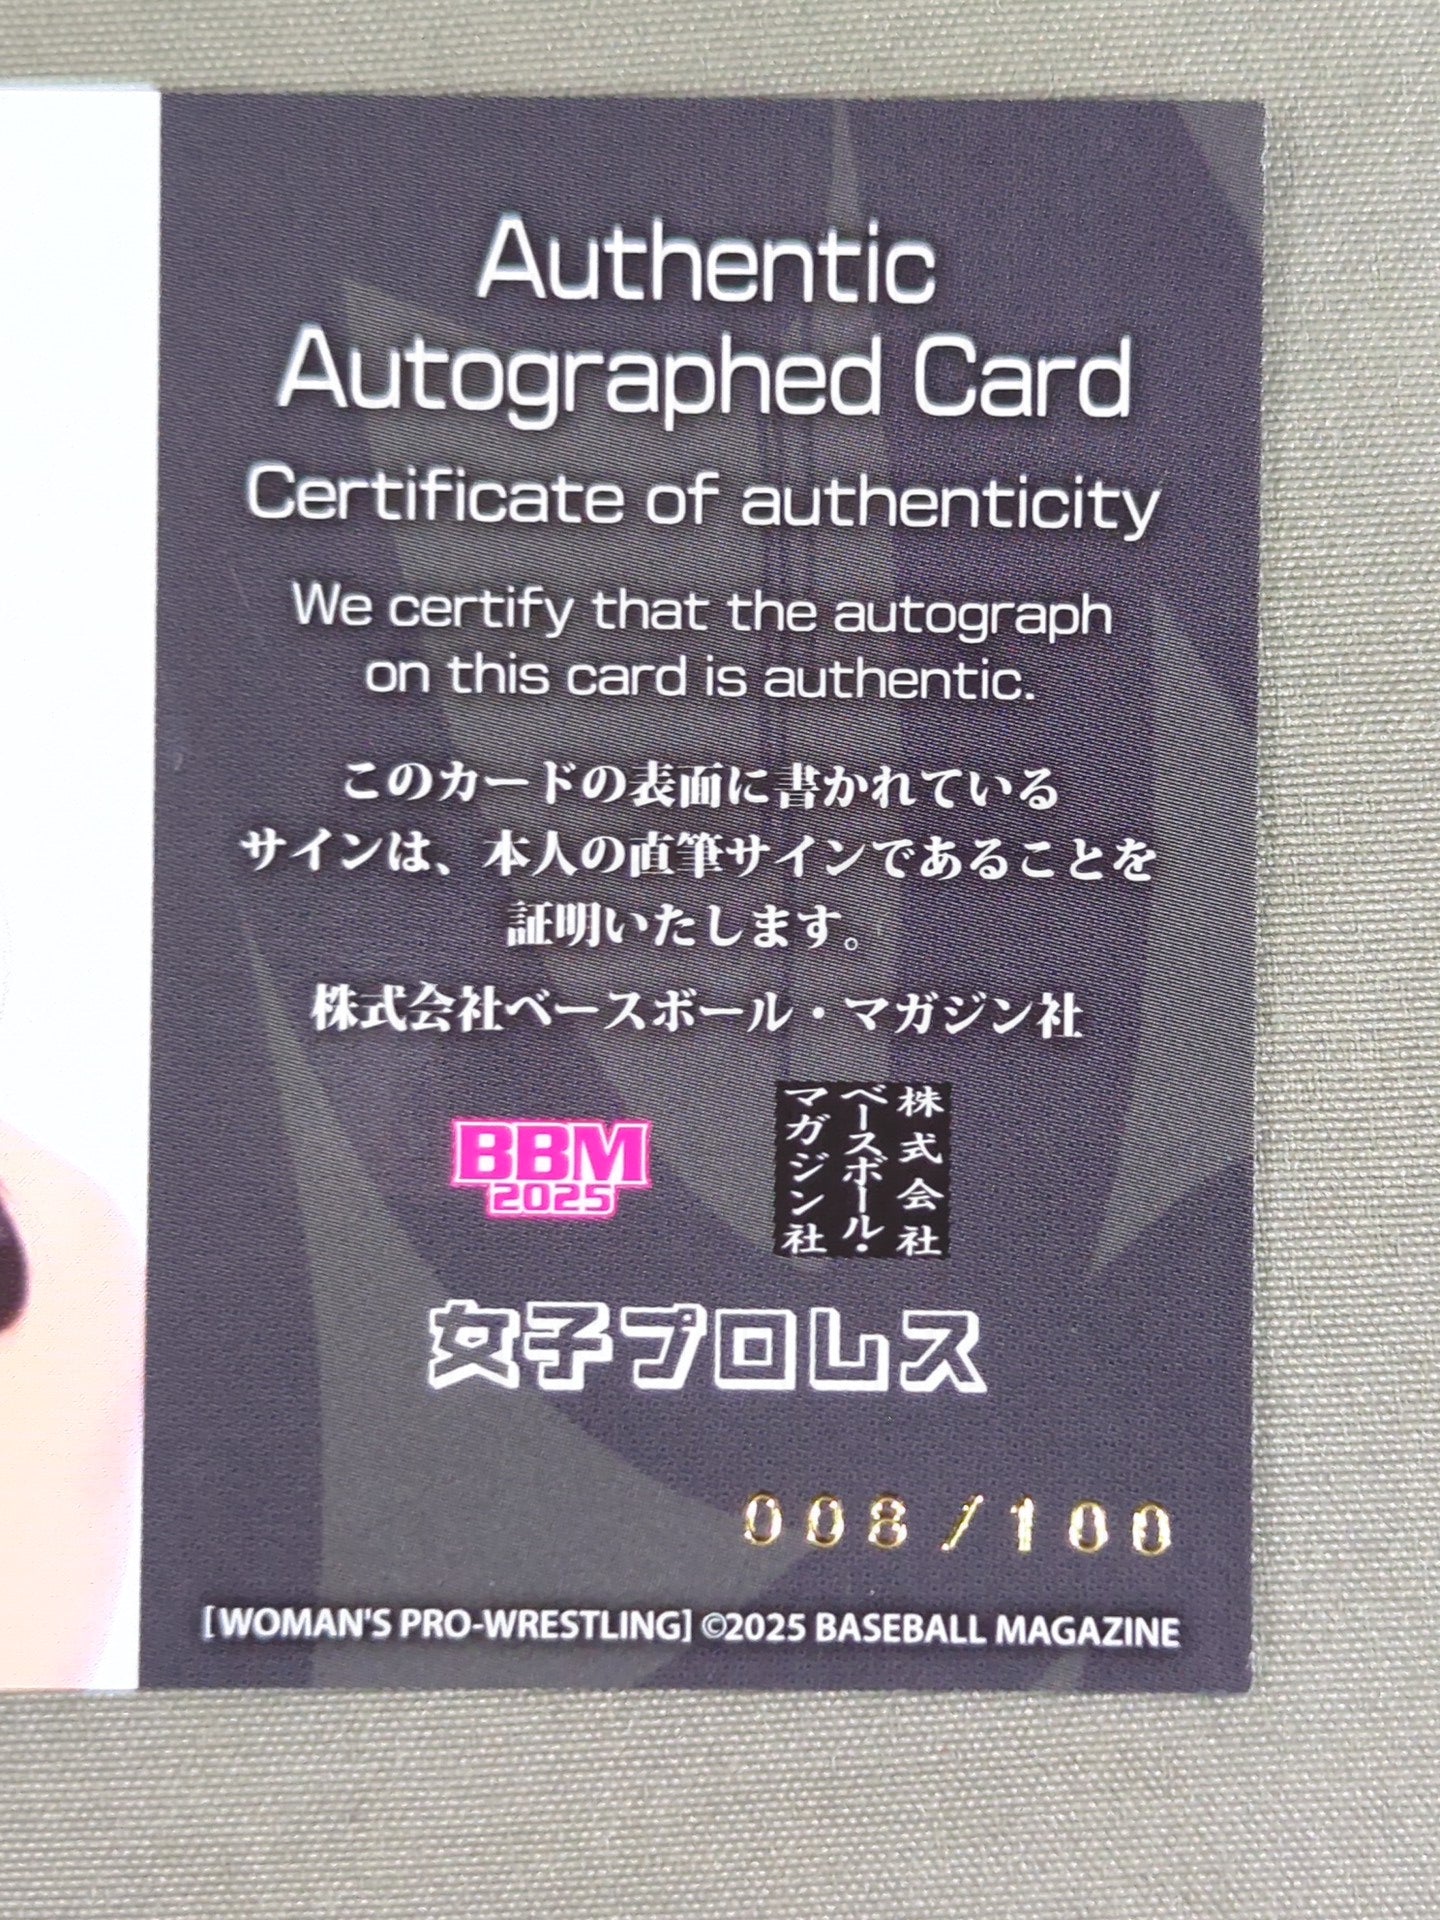 Authentic
Autographed Card
Certificate of authenticity
We certify that the autograph
on this card is authentic.
このカードの表面に書かれている
サインは、本人の直筆サインであることを
証明いたします。
株式会社ベースボール・マガジン社
BBM
2025
株式会社
ベースボール・
マガジン社
女子プロレス
008/100
[WOMAN'S PRO-WRESTLING] ©2025 BASEBALL MAGAZINE